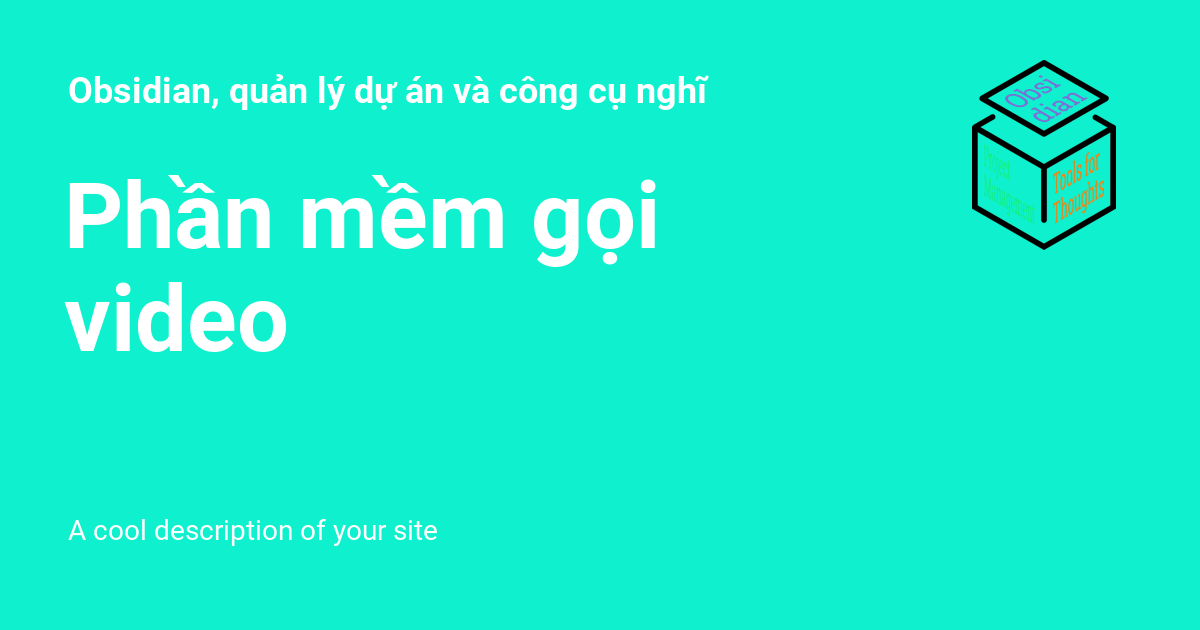 Obsidian, quản lý dự án và công cụ nghĩ
Phần mềm gọi
video
A cool description of your site
Obsi
dian
Project
Management
Tools for
Thoughts